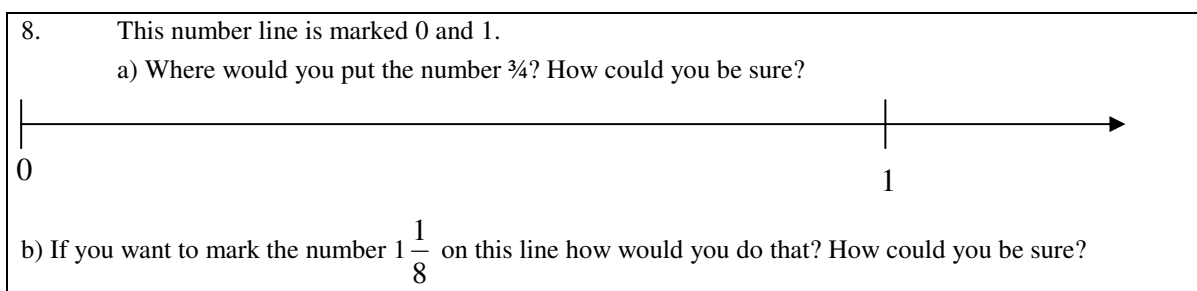 8. This number line is marked 0 and 1.
a) Where would you put the number ¾? How could you be sure?
0
1
b) If you want to mark the number 1 1/8 on this line how would you do that? How could you be sure?